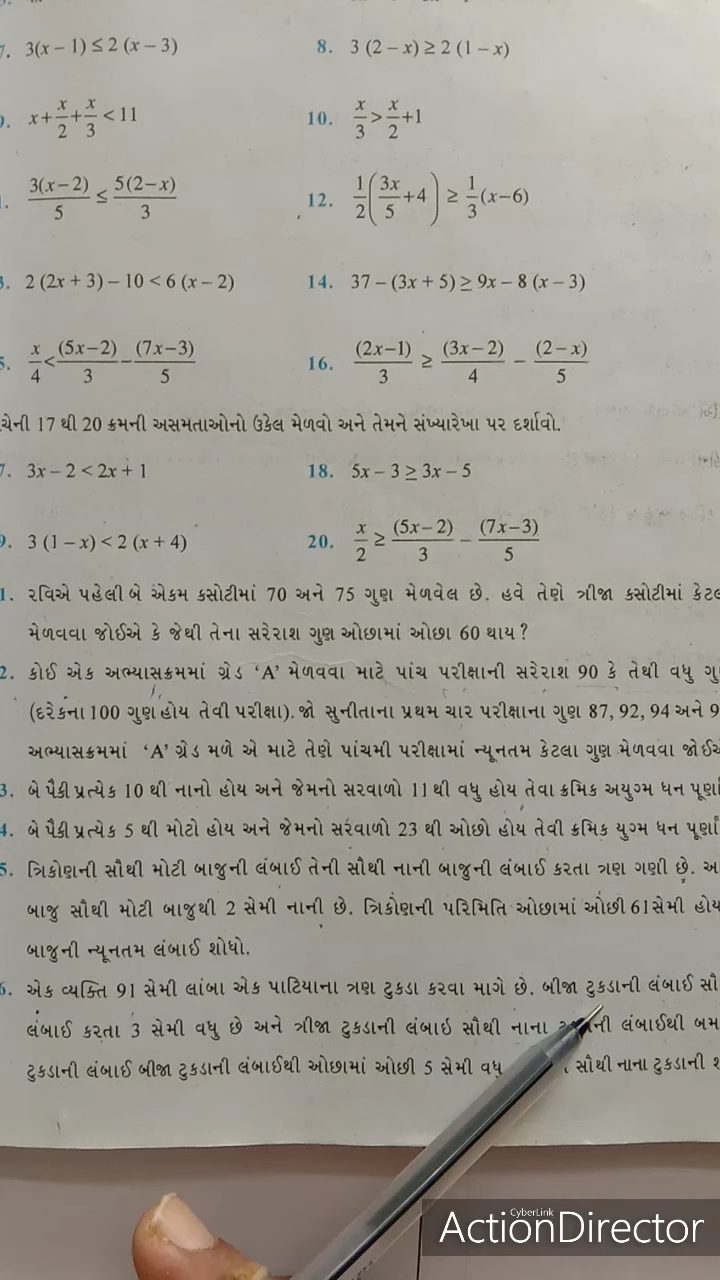 7. 3(x – 1) ≤ 2 (x – 3) 8. 3 (2 – x) ≥ 2 (1 – x)
x + x/2 + x/3 < 11 10. x/3 > x/2 + 1
3(x–2)/5 ≤ 5(2–x)/3 12. 1/2 (3x/5 + 4) ≥ 1/3 (x–6)
2 (2x + 3) – 10 < 6 (x – 2) 14. 37 – (3x + 5) ≥ 9x – 8 (x – 3)
x/4 < (5x–2)/3 – (7x–3)/5 16. (2x–1)/3 ≥ (3x–2)/4 – (2–x)/5
17 થી 20 ક્રમની અસમતાઓનો ઉકેલ મેળવો અને તેમને સંખ્યારેખા પર દર્શાવો.
7. 3x – 2 < 2x + 1 18. 5x – 3 ≥ 3x – 5
9. 3 (1 – x) < 2 (x + 4) 20. x/2 ≥ (5x–2)/3 – (7x–3)/5
1. રવિએ પહેલી બે એકમ કસોટીમાં 70 અને 75 ગુણ મેળવેલ છે. હવે તેણે ત્રીજા કસોટીમાં
મેળવવા જોઈએ કે જેથી તેના સરેરાશ ગુણ ઓછામાં ઓછા 60 થાય ?
2. કોઈ એક અભ્યાસક્રમમાં ગ્રેડ ‘A’ મેળવવા માટે પાંચ પરીક્ષાની સરેરાશ 90 કે તેથી વધુ
(દરેકના 100 ગુણ હોય તેવી પરીક્ષા). જો સુનીતાના પ્રથમ ચાર પરીક્ષાના ગુણ 87, 92, 94 અને
અભ્યાસક્રમમાં ‘A’ ગ્રેડ મળે એ માટે તેણે પાંચમી પરીક્ષામાં ન્યૂનતમ કેટલા ગુણ મેળવવા
3. બે પૈકી પ્રત્યેક 10 થી નાનો હોય અને જેમનો સરવાળો 11 થી વધુ હોય તેવા ક્રમિક અયુગ્મ ધન
4. બે પૈકી પ્રત્યેક 5 થી મોટો હોય અને જેમનો સરવાળો 23 થી ઓછો હોય તેવી ક્રમિક યુગ્મ ધન
5. ત્રિકોણની સૌથી મોટી બાજુની લંબાઈ તેની સૌથી નાની બાજુની લંબાઈ કરતા ત્રણ ગણી છે.
બાજુ સૌથી મોટી બાજુથી 2 સેમી નાની છે. ત્રિકોણની પરિમિતિ ઓછામાં ઓછી 61 સેમી
બાજુની ન્યૂનતમ લંબાઈ શોધો.
6. એક વ્યક્તિ 91 સેમી લાંબા એક પાટિયાના ત્રણ ટુકડા કરવા માગે છે. બીજા ટુકડાની લંબાઈ
લંબાઈ કરતા 3 સેમી વધુ છે અને ત્રીજા ટુકડાની લંબાઈ સૌથી નાના લંબાઈથી
ટુકડાની લંબાઈ બીજા ટુકડાની લંબાઈથી ઓછામાં ઓછી 5 સેમી વધુ સૌથી નાના ટુકડાની
CyberLink
ActionDirector